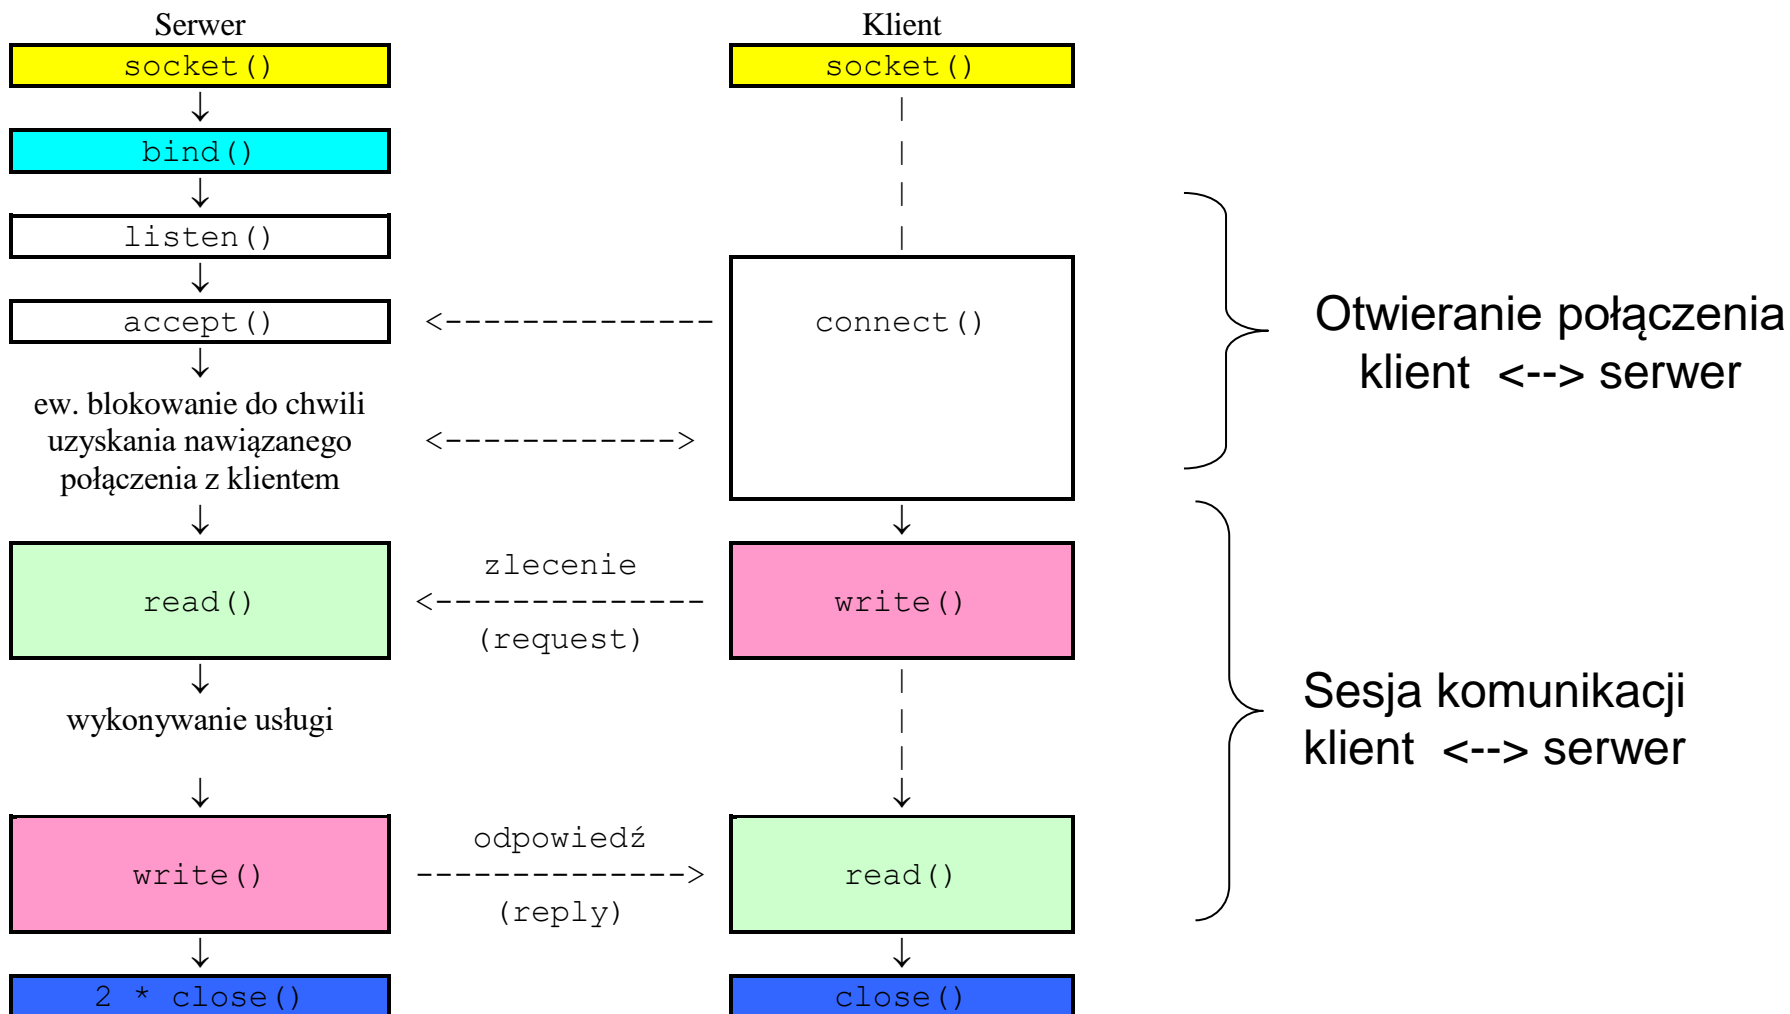 Serwer
Klient
socket()
socket()
bind()
listen()
accept()
<--------------
connect()
ew. blokowanie do chwili
uzyskania nawiązanego
połączenia z klientem
<------------>
Otwieranie połączenia
klient <--> serwer
read()
zlecenie
<--------------
(request)
write()
wykonywanie usługi
Sesja komunikacji
klient <--> serwer
write()
odpowiedź
-------------->
(reply)
read()
2 * close()
close()